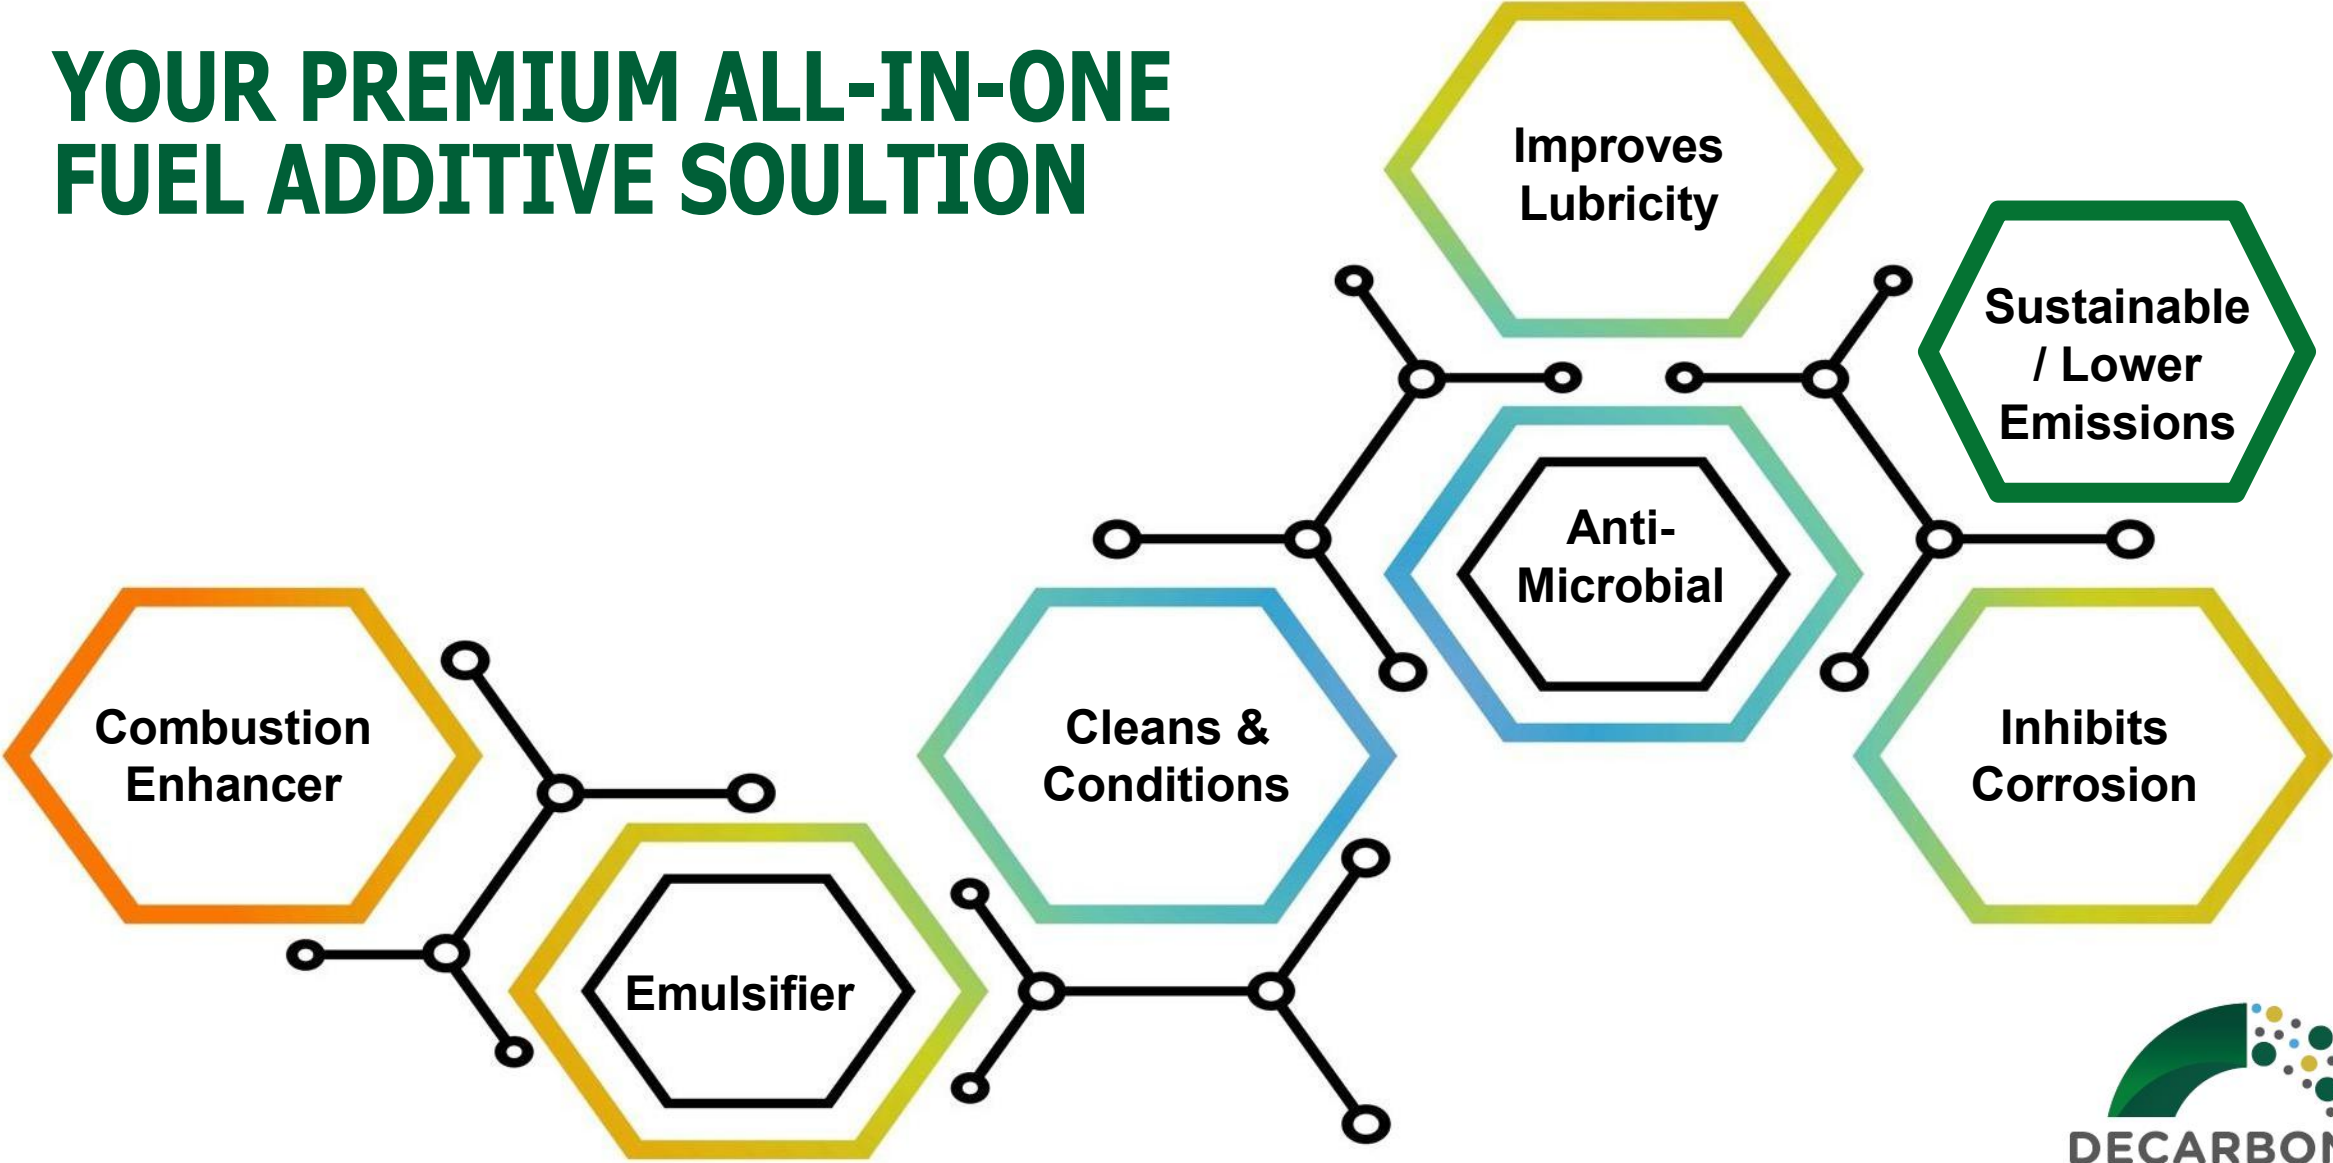 YOUR PREMIUM ALL-IN-ONE
FUEL ADDITIVE SOULTION
Improves
Lubricity
Sustainable
/ Lower
Emissions
Anti-
Microbial
Combustion
Enhancer
Cleans &
Conditions
Inhibits
Corrosion
Emulsifier